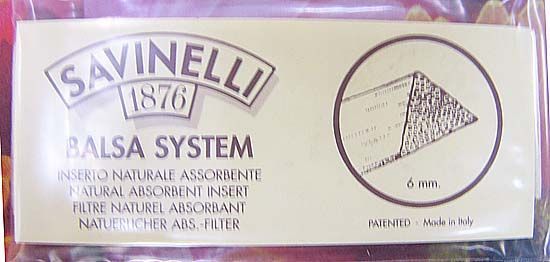 SAVINELLI
1876
BALSA SYSTEM
INSERTO NATURALE ASSORBENTE
NATURAL ABSORBENT INSERT
FILTRE NATUREL ABSORBANT
NATUERLICHER ABS.-FILTER
6 mm.
PATENTED - Made in Italy